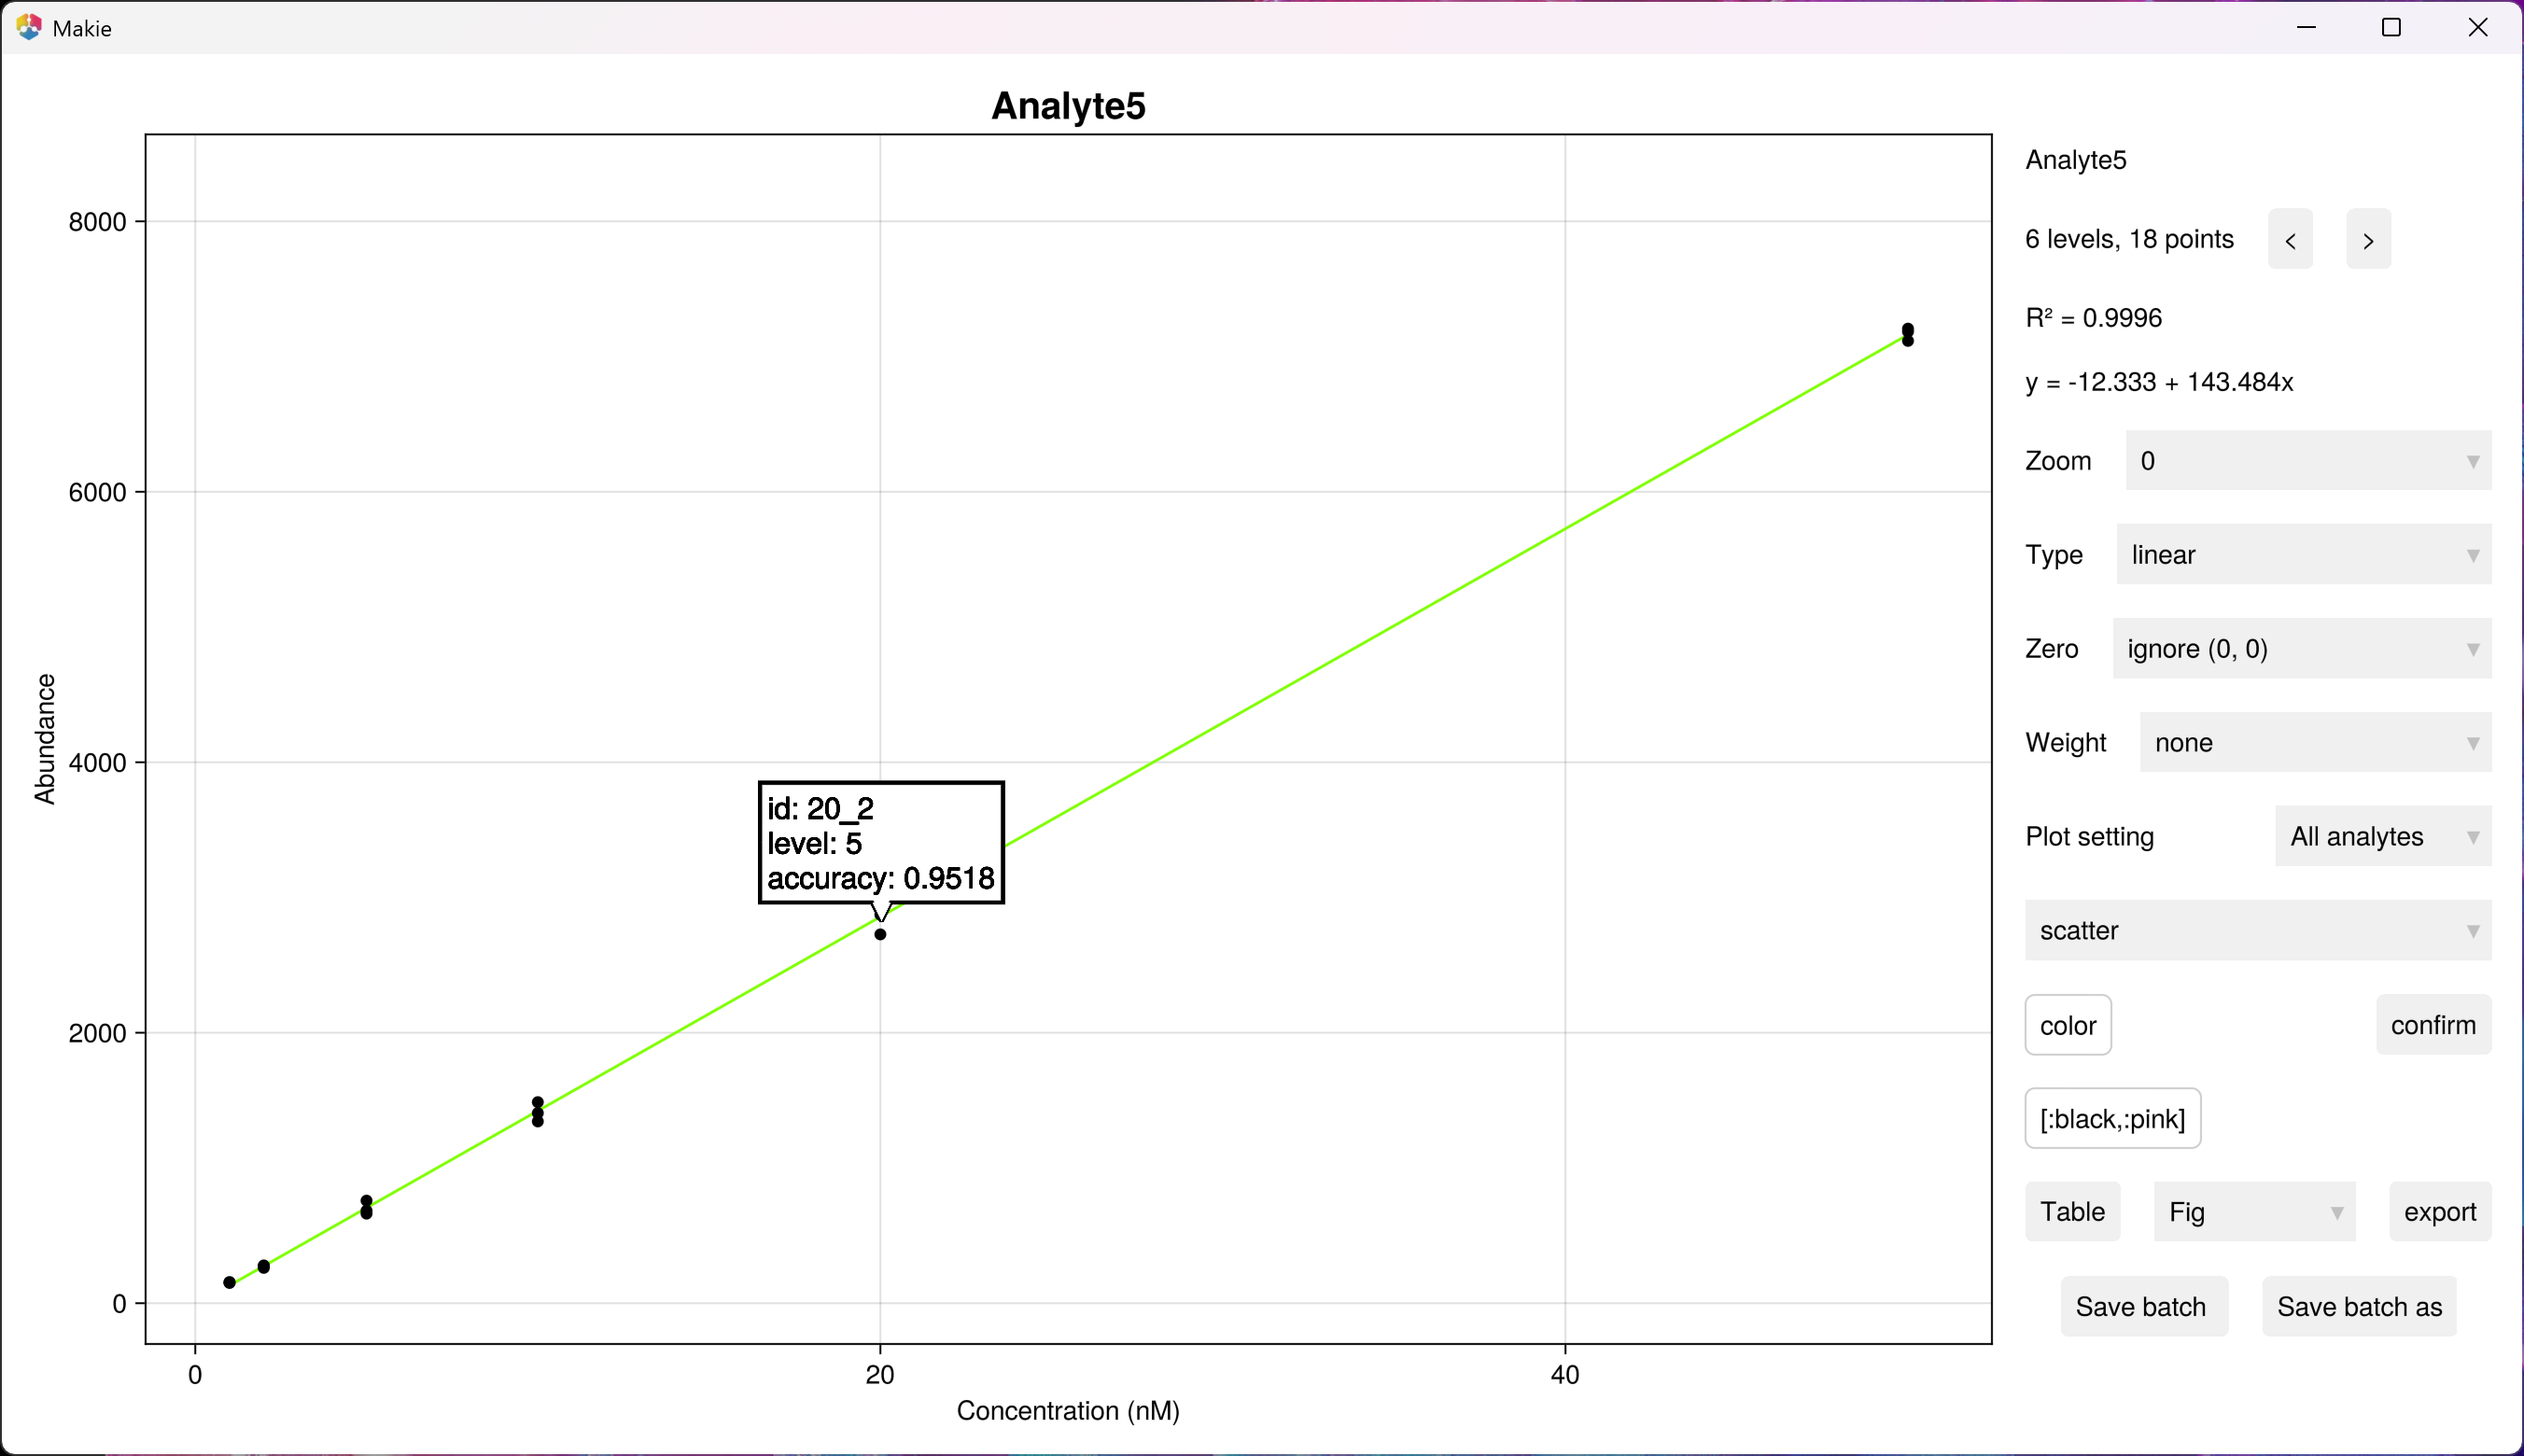 Makie
Analyte5
8000
6000
4000
2000
0
Abundance
id: 20_2
level: 5
accuracy: 0.9518
0
20
40
Concentration (nM)
Analyte5
6 levels, 18 points < >
R² = 0.9996
y = -12.333 + 143.484x
Zoom 0
Type linear
Zero ignore (0, 0)
Weight none
Plot setting All analytes
scatter
color confirm
[:black,:pink]
Table Fig export
Save batch Save batch as